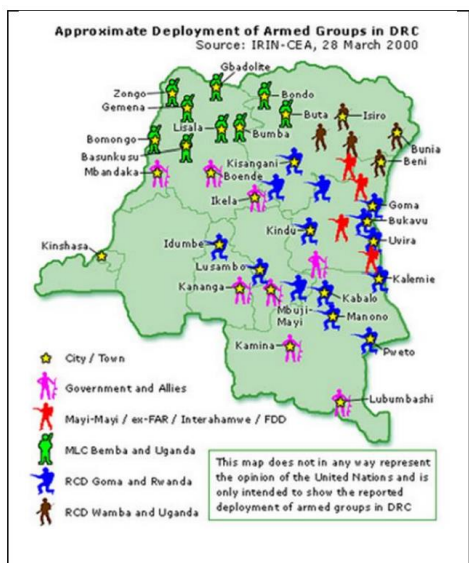 Approximate Deployment of Armed Groups in DRC
Source: IRIN-CEA, 28 March 2000
Gbadolite
Zongo
Bondo
Gemena
Buta
Isiro
Lisala
Bumba
Bomongo
Bunia
Basunkusu
Kisangani
Beni
Mbandaka
Boende
Ikela
Goma
Bukavu
Kindu
Uvira
Idumbe
Kinshasa
Lusambo
Kalemie
Kananga
Kabalo
Mbuji-
Mayi
Manono
Kamina
Pweto
Lubumbashi
City / Town
Government and Allies
Mayi-Mayi / ex-FAR / Interahamwe / FDD
MLC Bemba and Uganda
RCD Goma and Rwanda
RCD Wamba and Uganda
This map does not in any way represent
the opinion of the United Nations and is
only intended to show the reported
deployment of armed groups in DRC